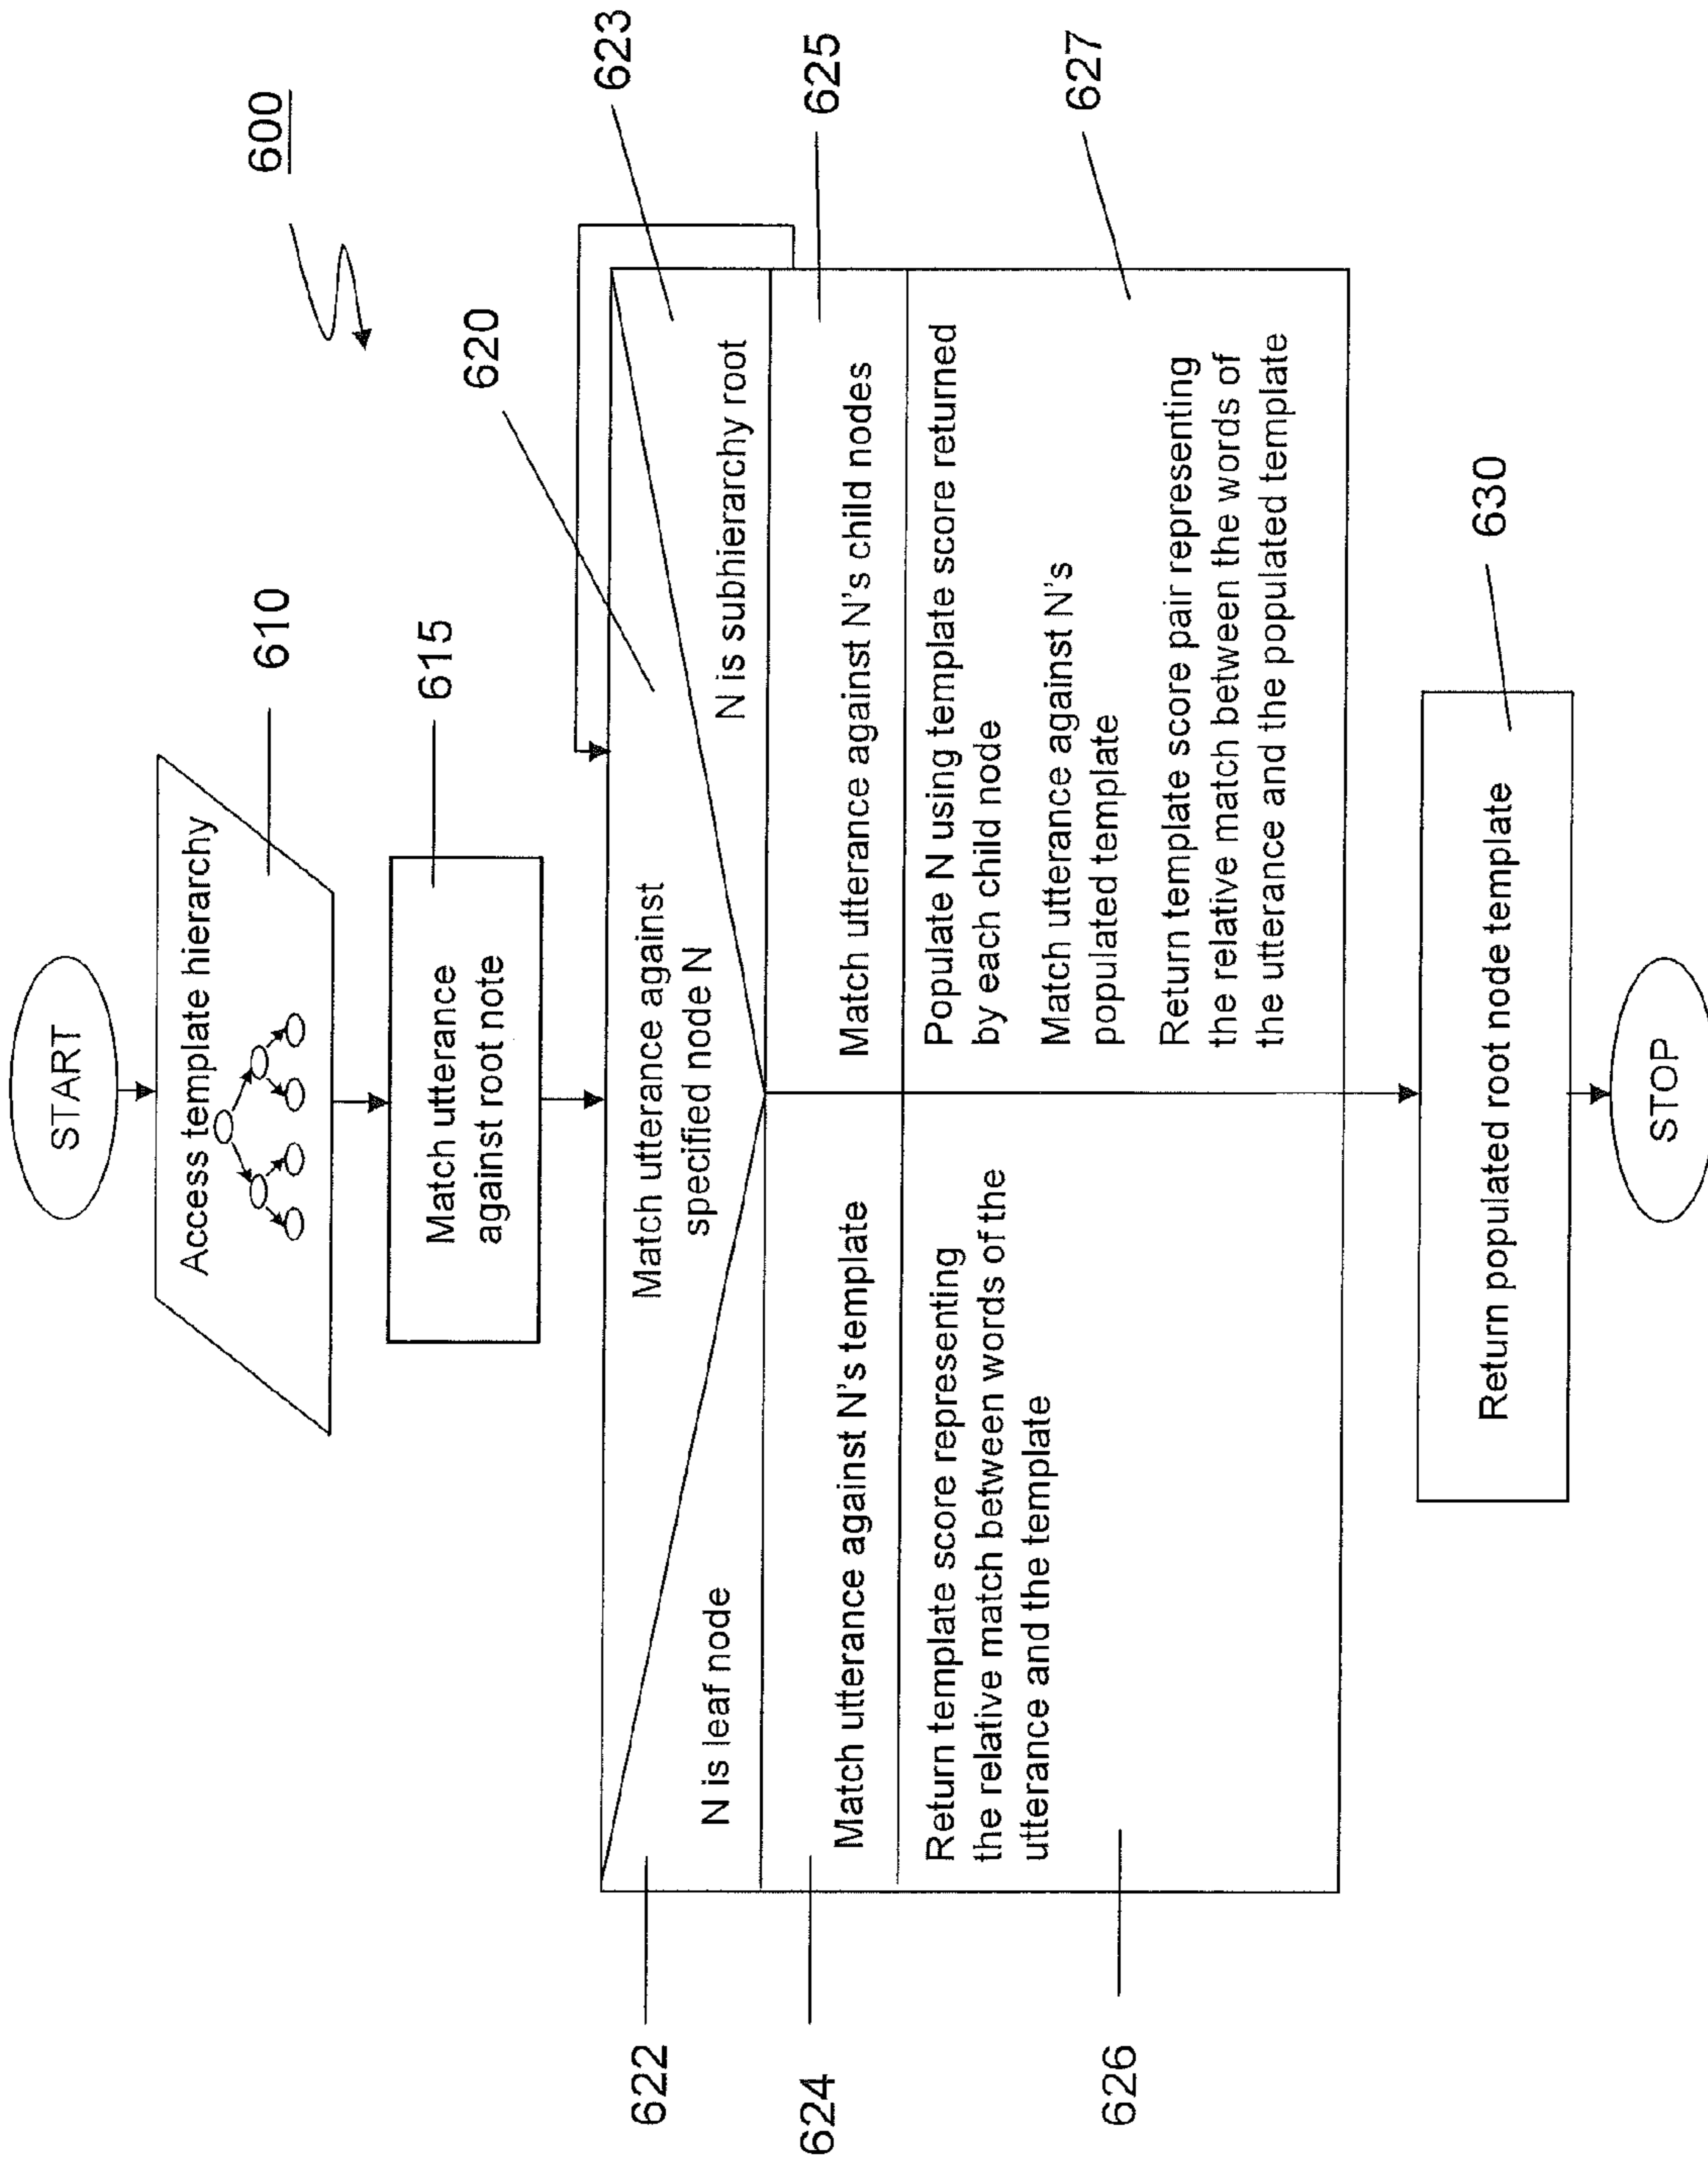 600
START
Access template hierarchy
610
Match utterance
against root note
615
Match utterance against
specified node N
620
N is leaf node
622
N is subhierarchy root
623
Match utterance against N's template
624
Match utterance against N's child nodes
625
Return template score representing
the relative match between words of the
utterance and the template
626
Populate N using template score returned
by each child node
Match utterance against N's
populated template
Return template score pair representing
the relative match between the words of
the utterance and the populated template
627
Return populated root node template
630
STOP